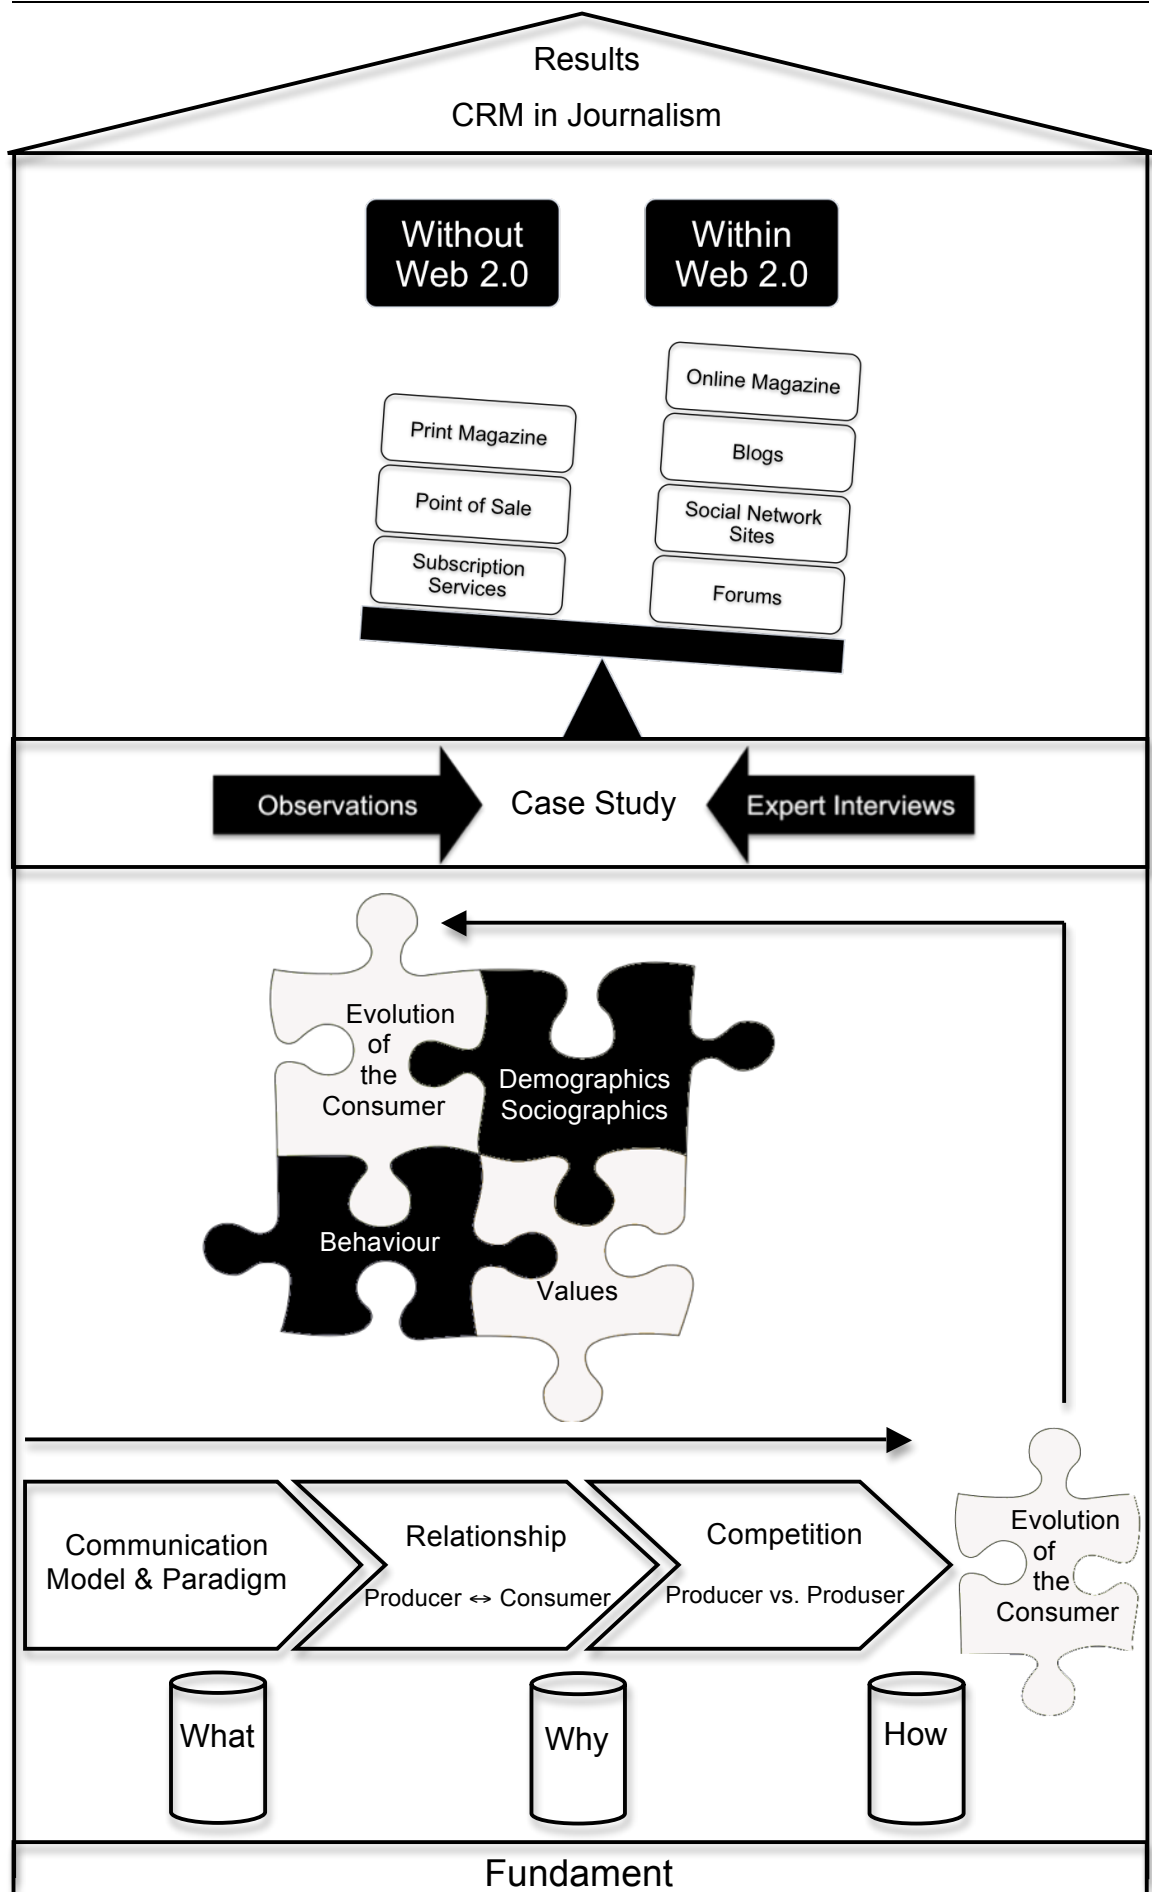 Results
CRM in Journalism
Without
Web 2.0
Within
Web 2.0
Print Magazine
Point of Sale
Subscription
Services
Online Magazine
Blogs
Social Network
Sites
Forums
Observations
Case Study
Expert Interviews
Evolution
of
the
Consumer
Demographics
Sociographics
Behaviour
Values
Communication
Model & Paradigm
Relationship
Producer ↔ Consumer
Competition
Producer vs. Produser
Evolution
of
the
Consumer
What
Why
How
Fundament